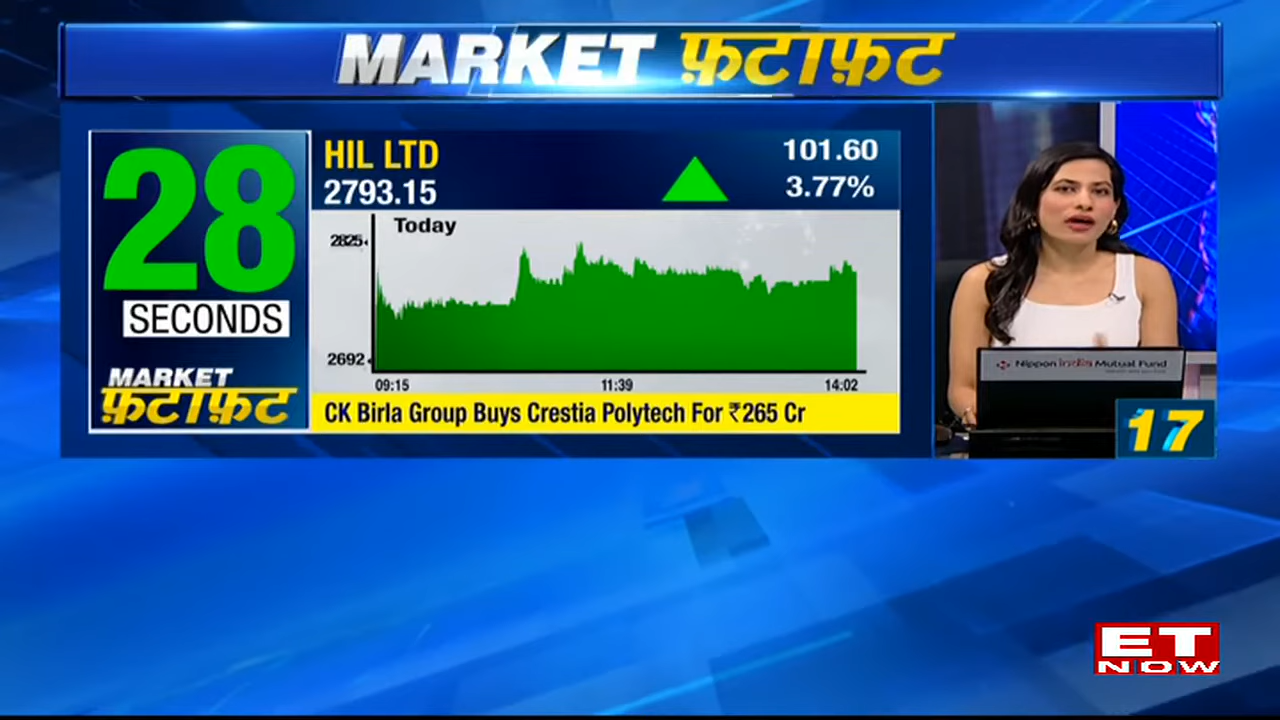 MARKET फ़टाफ़ट
28
SECONDS
MARKET
फ़टाफ़ट
HIL LTD
2793.15
101.60
3.77%
Today
2825
2692
09:15 11:39 14:02
CK Birla Group Buys Crestia Polytech For ₹265 Cr
Nippon india Mutual Fund
17
ET
NOW